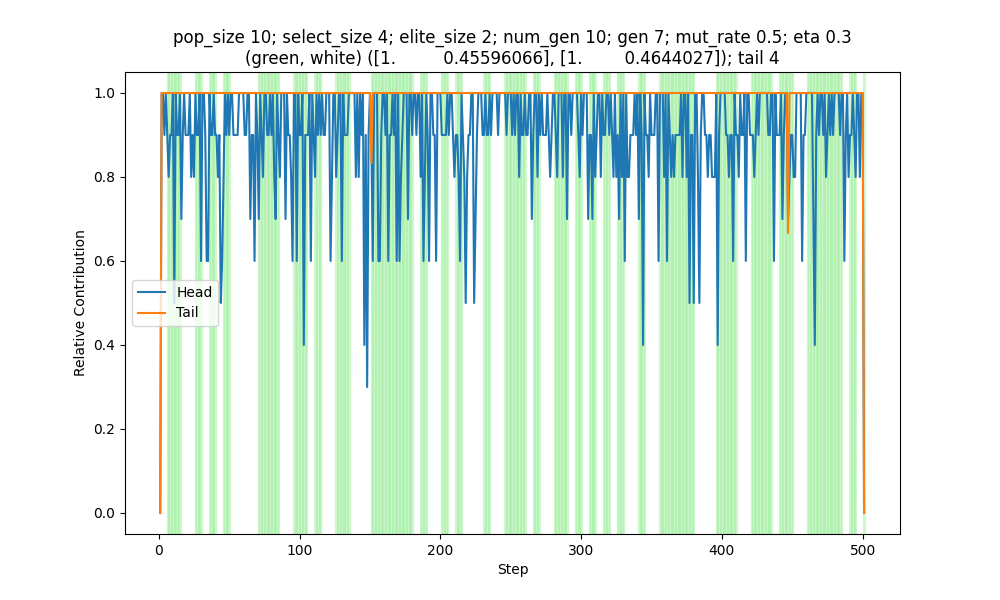 pop_size 10; select_size 4; elite_size 2; num_gen 10; gen 7; mut_rate 0.5; eta 0.3
(green, white) ([1. 0.45596066], [1. 0.4644027]); tail 4
1.0
0.8
0.6
0.4
0.2
0.0
Relative Contribution
Head
Tail
0 100 200 300 400 500
Step